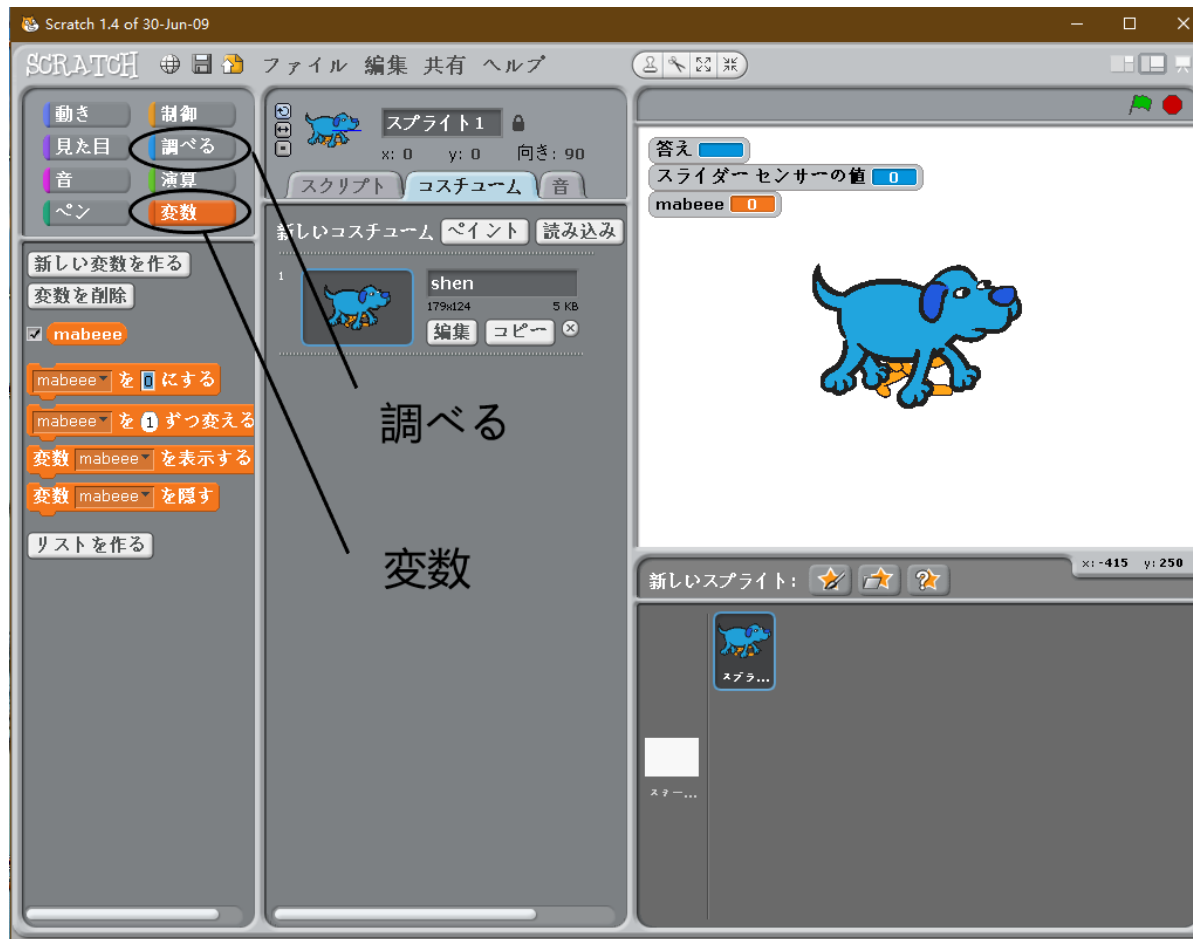 Scratch 1.4 of 30-Jun-09
SCRATCH ファイル 編集 共有 ヘルプ
動き 制御
見た目 調べる
音 演算
ペン 変数
新しい変数を作る
変数を削除
mabeee
mabeee を 0 にする
mabeee を 1 ずつ変える
変数 mabeee を表示する
変数 mabeee を隠す
リストを作る
スプライト1
x: 0 y: 0 向き: 90
スクリプト コスチューム 音
新しいコスチューム ペイント 読み込み
1
shen
179x124 5 KB
編集 コピー
調べる
変数
答え
スライダー センサーの値 0
mabeee 0
x: -415 y: 250
新しいスプライト:
スプラ...
ステー...